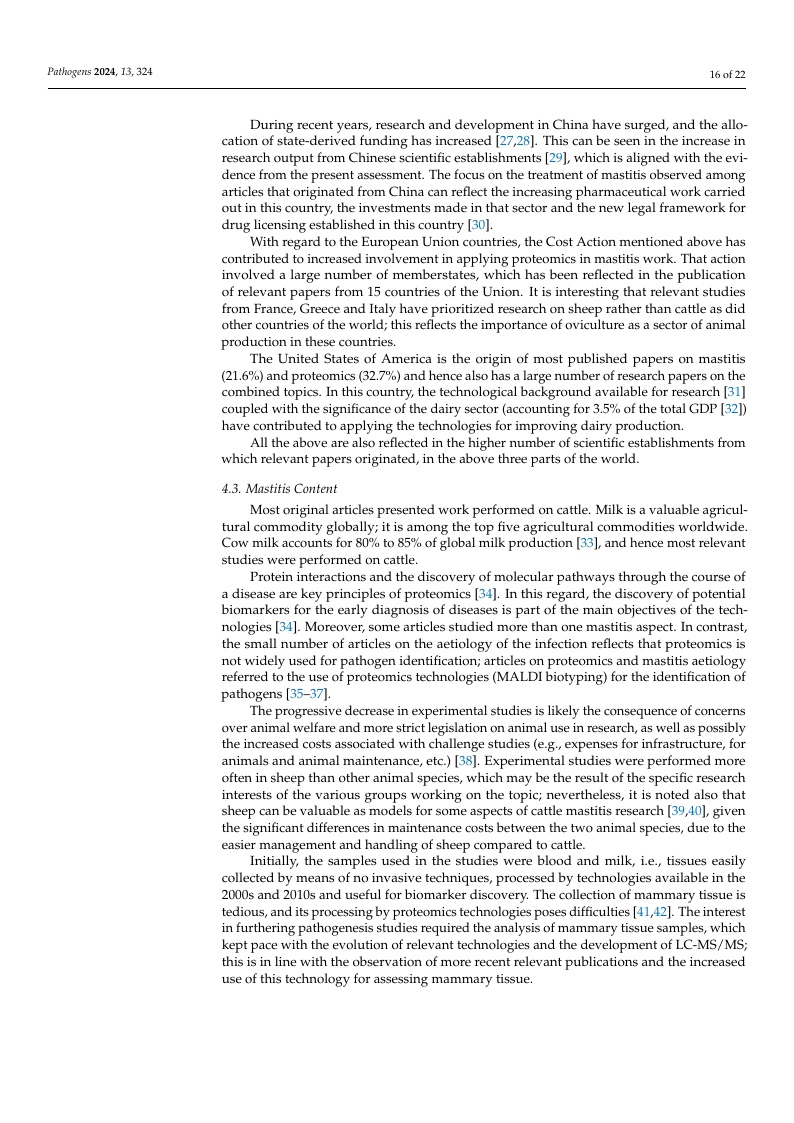 Pathogens 2024, 13, 324
16 of 22
During recent years, research and development in China have surged, and the allo-
cation of state-derived funding has increased [27,28]. This can be seen in the increase in
research output from Chinese scientific establishments [29], which is aligned with the evi-
dence from the present assessment. The focus on the treatment of mastitis observed among
articles that originated from China can reflect the increasing pharmaceutical work carried
out in this country, the investments made in that sector and the new legal framework for
drug licensing established in this country [30].
With regard to the European Union countries, the Cost Action mentioned above has
contributed to increased involvement in applying proteomics in mastitis work. That action
involved a large number of memberstates, which has been reflected in the publication
of relevant papers from 15 countries of the Union. It is interesting that relevant studies
from France, Greece and Italy have prioritized research on sheep rather than cattle as did
other countries of the world; this reflects the importance of oviculture as a sector of animal
production in these countries.
The United States of America is the origin of most published papers on mastitis
(21.6%) and proteomics (32.7%) and hence also has a large number of research papers on the
combined topics. In this country, the technological background available for research [31]
coupled with the significance of the dairy sector (accounting for 3.5% of the total GDP [32])
have contributed to applying the technologies for improving dairy production.
All the above are also reflected in the higher number of scientific establishments from
which relevant papers originated, in the above three parts of the world.
4.3. Mastitis Content
Most original articles presented work performed on cattle. Milk is a valuable agricul-
tural commodity globally; it is among the top five agricultural commodities worldwide.
Cow milk accounts for 80% to 85% of global milk production [33], and hence most relevant
studies were performed on cattle.
Protein interactions and the discovery of molecular pathways through the course of
a disease are key principles of proteomics [34]. In this regard, the discovery of potential
biomarkers for the early diagnosis of diseases is part of the main objectives of the tech-
nologies [34]. Moreover, some articles studied more than one mastitis aspect. In contrast,
the small number of articles on the aetiology of the infection reflects that proteomics is
not widely used for pathogen identification; articles on proteomics and mastitis aetiology
referred to the use of proteomics technologies (MALDI biotyping) for the identification of
pathogens [35–37].
The progressive decrease in experimental studies is likely the consequence of concerns
over animal welfare and more strict legislation on animal use in research, as well as possibly
the increased costs associated with challenge studies (e.g., expenses for infrastructure, for
animals and animal maintenance, etc.) [38]. Experimental studies were performed more
often in sheep than other animal species, which may be the result of the specific research
interests of the various groups working on the topic; nevertheless, it is noted also that
sheep can be valuable as models for some aspects of cattle mastitis research [39,40], given
the significant differences in maintenance costs between the two animal species, due to the
easier management and handling of sheep compared to cattle.
Initially, the samples used in the studies were blood and milk, i.e., tissues easily
collected by means of no invasive techniques, processed by technologies available in the
2000s and 2010s and useful for biomarker discovery. The collection of mammary tissue is
tedious, and its processing by proteomics technologies poses difficulties [41,42]. The interest
in furthering pathogenesis studies required the analysis of mammary tissue samples, which
kept pace with the evolution of relevant technologies and the development of LC-MS/MS;
this is in line with the observation of more recent relevant publications and the increased
use of this technology for assessing mammary tissue.